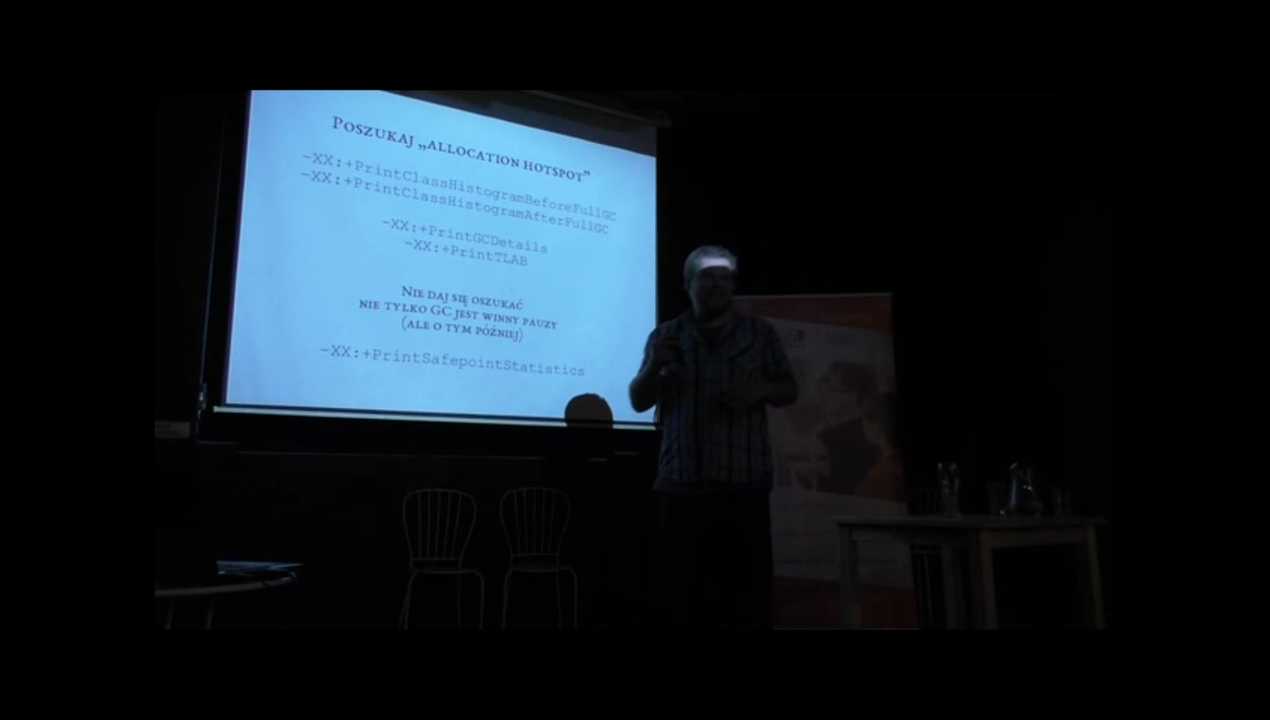 Poszukaj „allocation hotspot”
-XX:+PrintClassHistogramBeforeFullGC
-XX:+PrintClassHistogramAfterFullGC
-XX:+PrintGCDetails
-XX:+PrintTLAB
Nie daj się oszukać
nie tylko GC jest winny pauzy
(ale o tym później)
-XX:+PrintSafepointStatistics